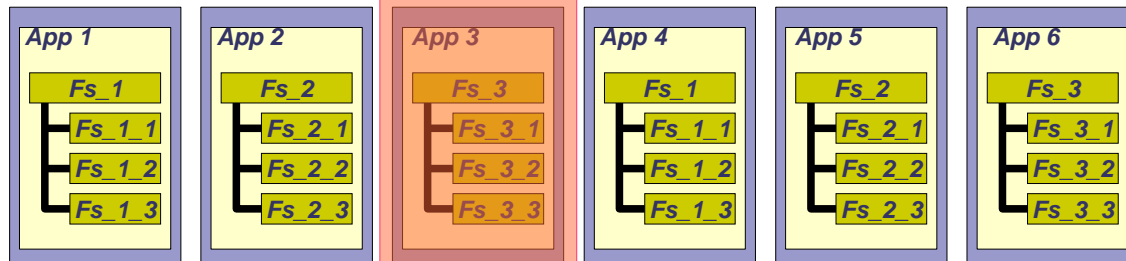 App 1
Fs_1
Fs_1_1
Fs_1_2
Fs_1_3
App 2
Fs_2
Fs_2_1
Fs_2_2
Fs_2_3
App 3
Fs_3
Fs_3_1
Fs_3_2
Fs_3_3
App 4
Fs_1
Fs_1_1
Fs_1_2
Fs_1_3
App 5
Fs_2
Fs_2_1
Fs_2_2
Fs_2_3
App 6
Fs_3
Fs_3_1
Fs_3_2
Fs_3_3